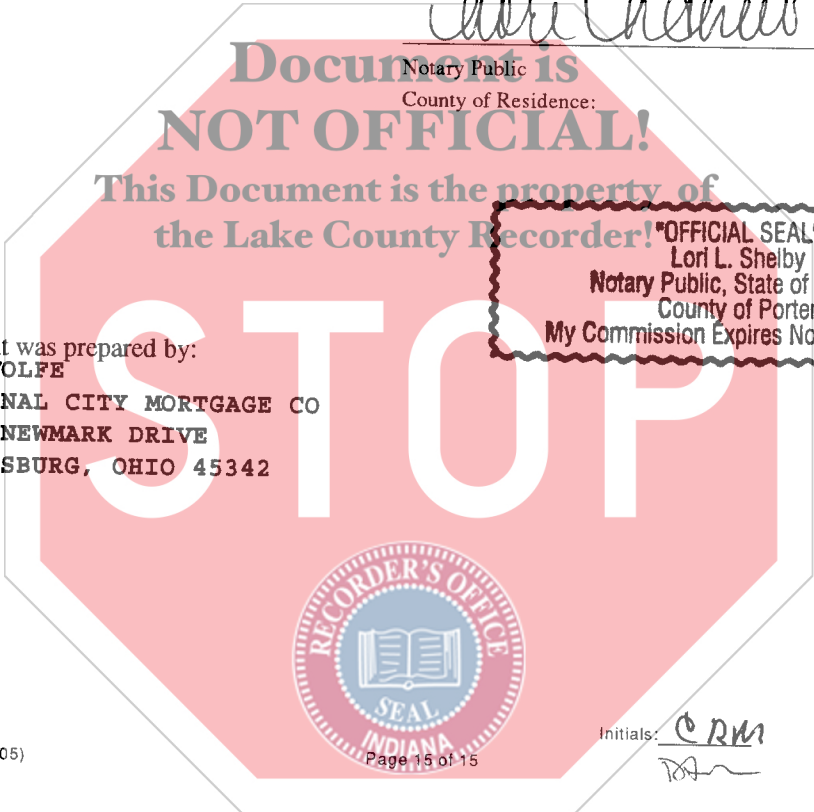 Document is
Notary Public
County of Residence:
NOT OFFICIAL!
This Document is the property of
the Lake County Recorder!
"OFFICIAL SEAL"
Lori L. Shelby
Notary Public, State of
County of Porter
My Commission Expires No
STOP
t was prepared by:
OLFE
NAL CITY MORTGAGE CO
NEWMARK DRIVE
SBURG, OHIO 45342
RECORDER'S OFFICE
SEAL
INDIANA
Initials: CRM
05)
Page 15 of 15